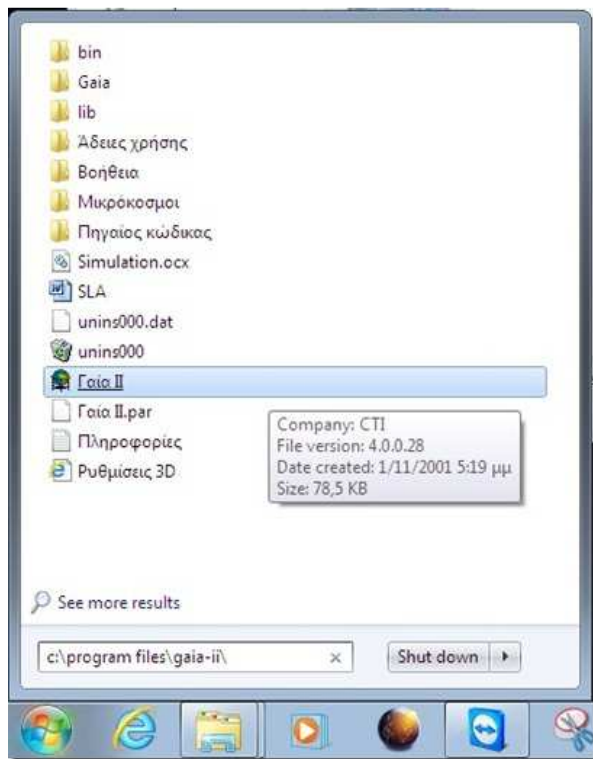 bin
Gaia
lib
Άδειες χρήσης
Βοήθεια
Μικρόκοσμοι
Πηγαίος κώδικας
Simulation.ocx
SLA
unins000.dat
unins000
Γαία II
Γαία II.par
Πληροφορίες
Ρυθμίσεις 3D
Company: CTI
File version: 4.0.0.28
Date created: 1/11/2001 5:19 μμ
Size: 78,5 KB
See more results
c:\program files\gaia-ii\
Shut down